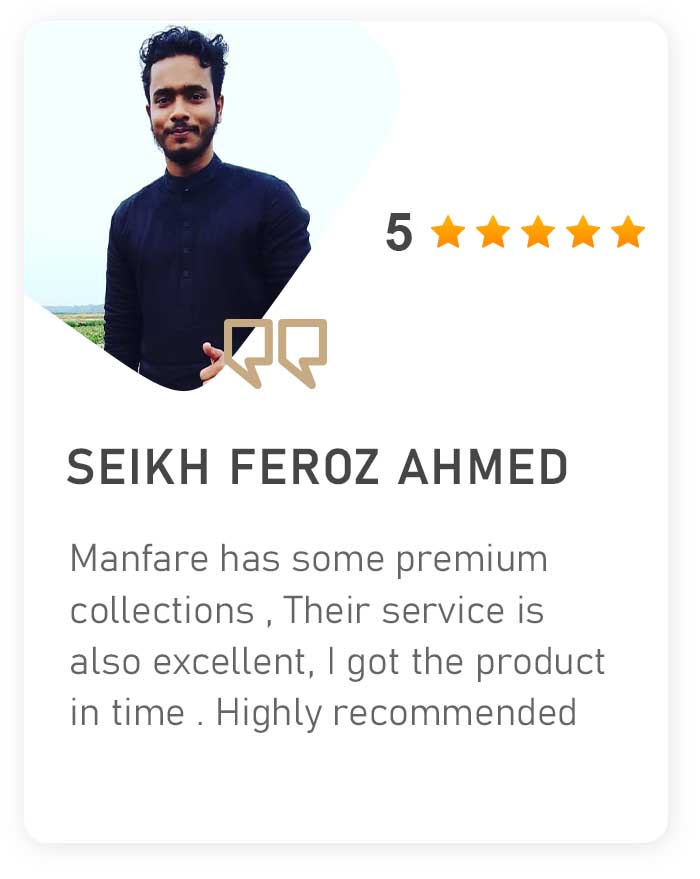 5
SEIKH FEROZ AHMED
Manfare has some premium
collections , Their service is
also excellent, I got the product
in time . Highly recommended